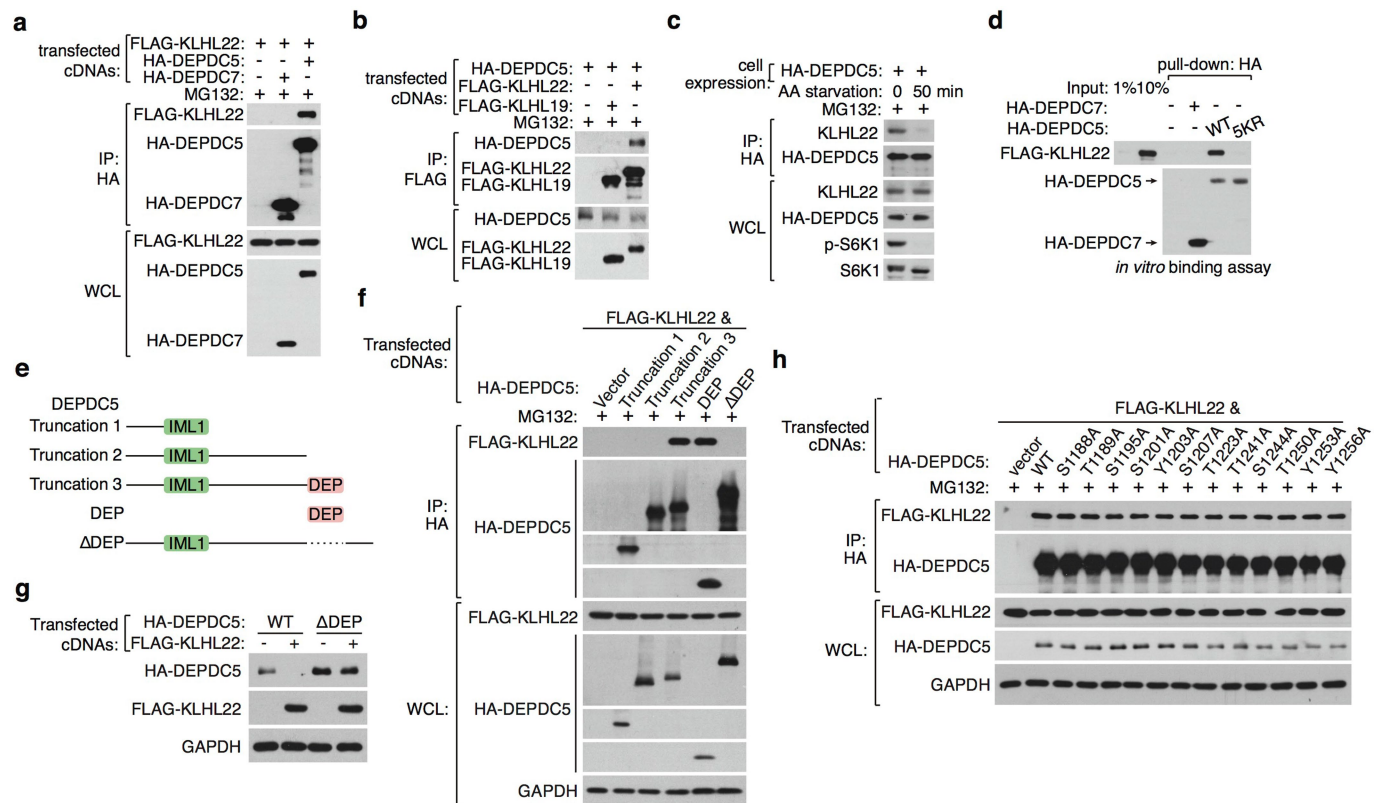 a
transfected cDNAs:
FLAG-KLHL22: + + +
HA-DEPDC5: - - +
HA-DEPDC7: - + -
MG132: + + +
IP: HA
FLAG-KLHL22
HA-DEPDC5
HA-DEPDC7
WCL
FLAG-KLHL22
HA-DEPDC5
HA-DEPDC7
b
transfected cDNAs:
HA-DEPDC5: + + +
FLAG-KLHL22: - - +
FLAG-KLHL19: - + -
MG132: + + +
IP: FLAG
HA-DEPDC5
FLAG-KLHL22
FLAG-KLHL19
WCL
HA-DEPDC5
FLAG-KLHL22
FLAG-KLHL19
c
cell expression:
HA-DEPDC5: + +
AA starvation: 0 50 min
MG132: + +
IP: HA
KLHL22
HA-DEPDC5
WCL
KLHL22
HA-DEPDC5
p-S6K1
S6K1
d
pull-down: HA
Input: 1%10%
HA-DEPDC7: - + - -
HA-DEPDC5: - - WT 5KR
FLAG-KLHL22
HA-DEPDC5
HA-DEPDC7
in vitro binding assay
e
DEPDC5
Truncation 1 IML1
Truncation 2 IML1
Truncation 3 IML1 DEP
DEP DEP
ΔDEP IML1
f
Transfected cDNAs:
FLAG-KLHL22 &
HA-DEPDC5: Vector Truncation 1 Truncation 2 Truncation 3 DEP ΔDEP
MG132: + + + + + +
IP: HA
FLAG-KLHL22
HA-DEPDC5
WCL:
FLAG-KLHL22
HA-DEPDC5
GAPDH
g
Transfected cDNAs:
HA-DEPDC5: WT ΔDEP
FLAG-KLHL22: - + - +
HA-DEPDC5
FLAG-KLHL22
GAPDH
h
Transfected cDNAs:
FLAG-KLHL22 &
HA-DEPDC5: vector WT S1188A T1189A S1195A S1201A Y1203A S1207A T1223A T1241A S1244A T1250A Y1253A Y1256A
MG132: + + + + + + + + + + + + + +
IP: HA
FLAG-KLHL22
HA-DEPDC5
WCL:
FLAG-KLHL22
HA-DEPDC5
GAPDH